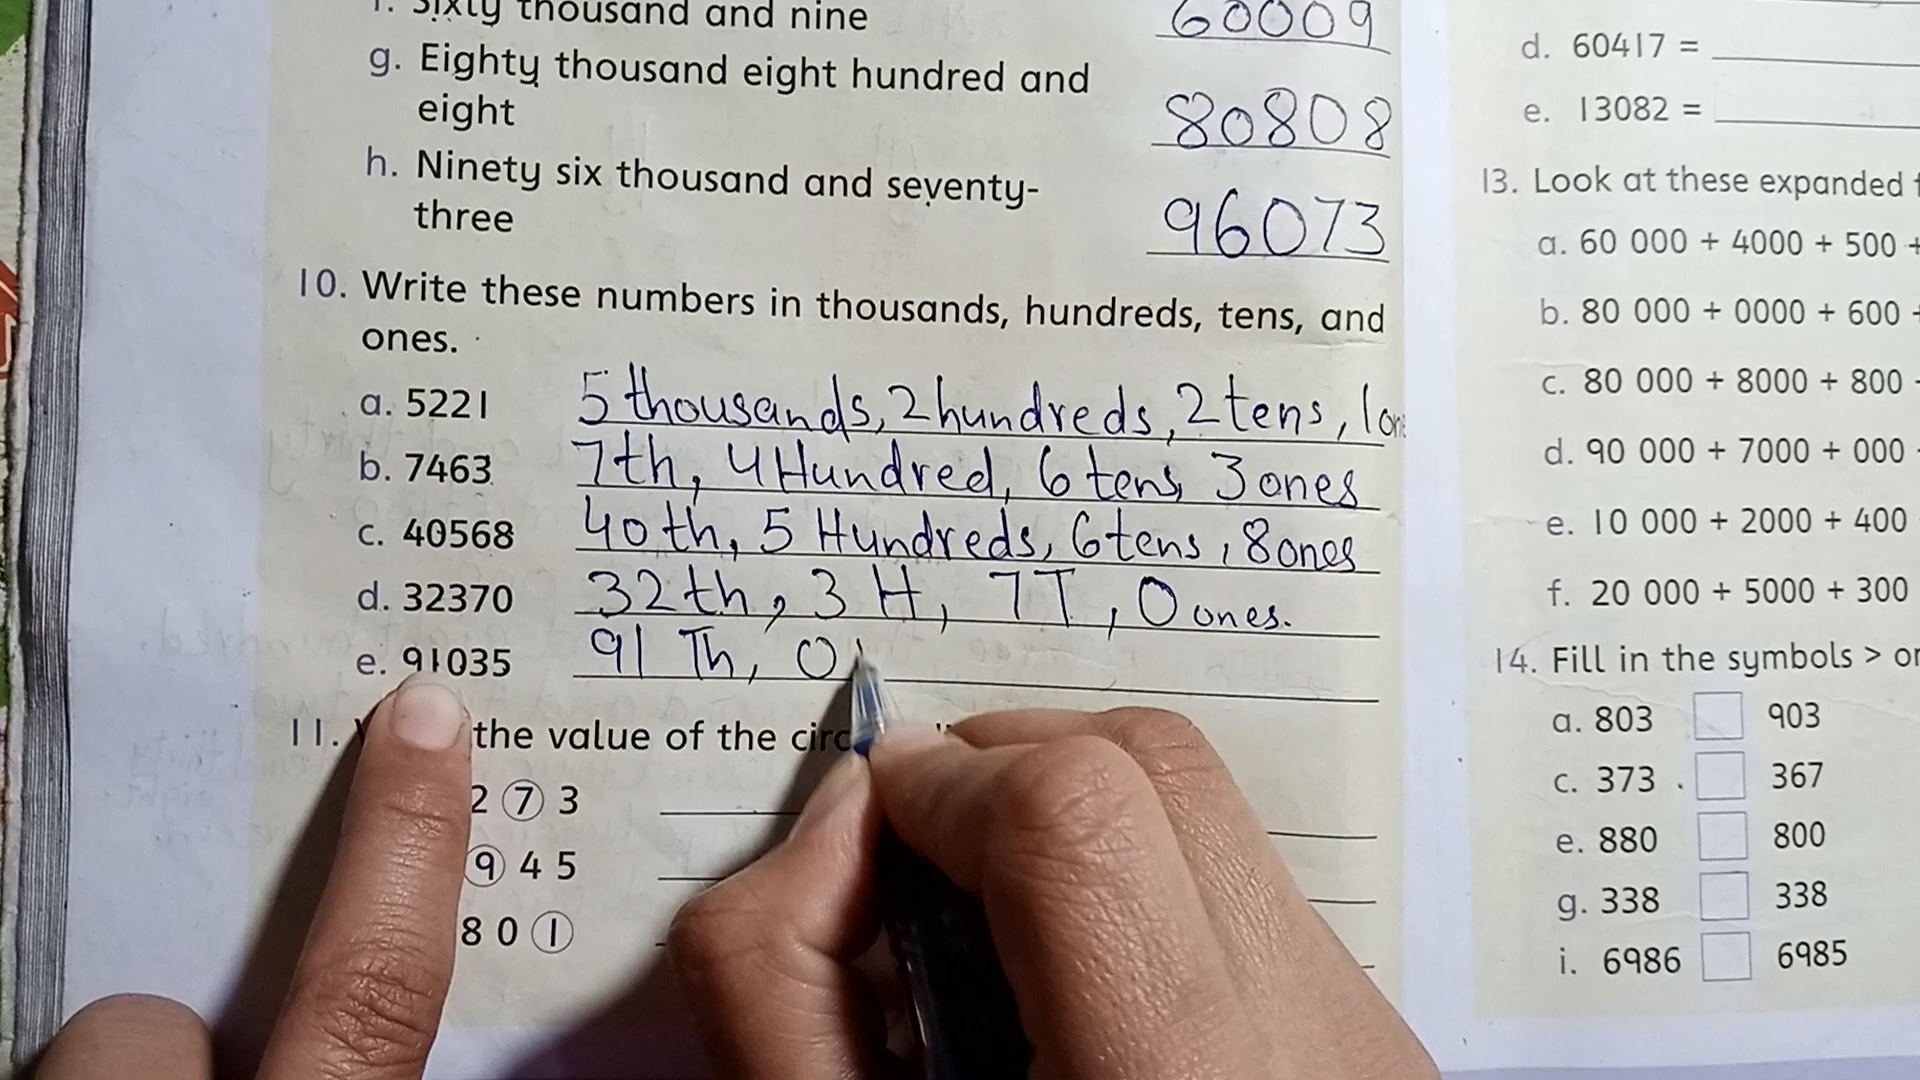 f. Sixty thousand and nine 60009
g. Eighty thousand eight hundred and
eight 80808
h. Ninety six thousand and seventy-
three 96073
10. Write these numbers in thousands, hundreds, tens, and
ones.
a. 5221 5 thousands, 2 hundreds, 2 tens, 1 one
b. 7463 7th, 4 Hundred, 6 tens, 3 ones
c. 40568 40th, 5 Hundreds, 6 tens, 8 ones
d. 32370 32th, 3 H, 7T, 0 ones.
e. 91035 91 Th, 0
11. the value of the
2 7 3
9 4 5
8 0 1
d. 60417 =
e. 13082 =
13. Look at these expanded
a. 60 000 + 4000 + 500 +
b. 80 000 + 0000 + 600 +
c. 80 000 + 8000 + 800 -
d. 90 000 + 7000 + 000 -
e. 10 000 + 2000 + 400
f. 20 000 + 5000 + 300
14. Fill in the symbols > or
a. 803 903
c. 373 367
e. 880 800
g. 338 338
i. 6986 6985